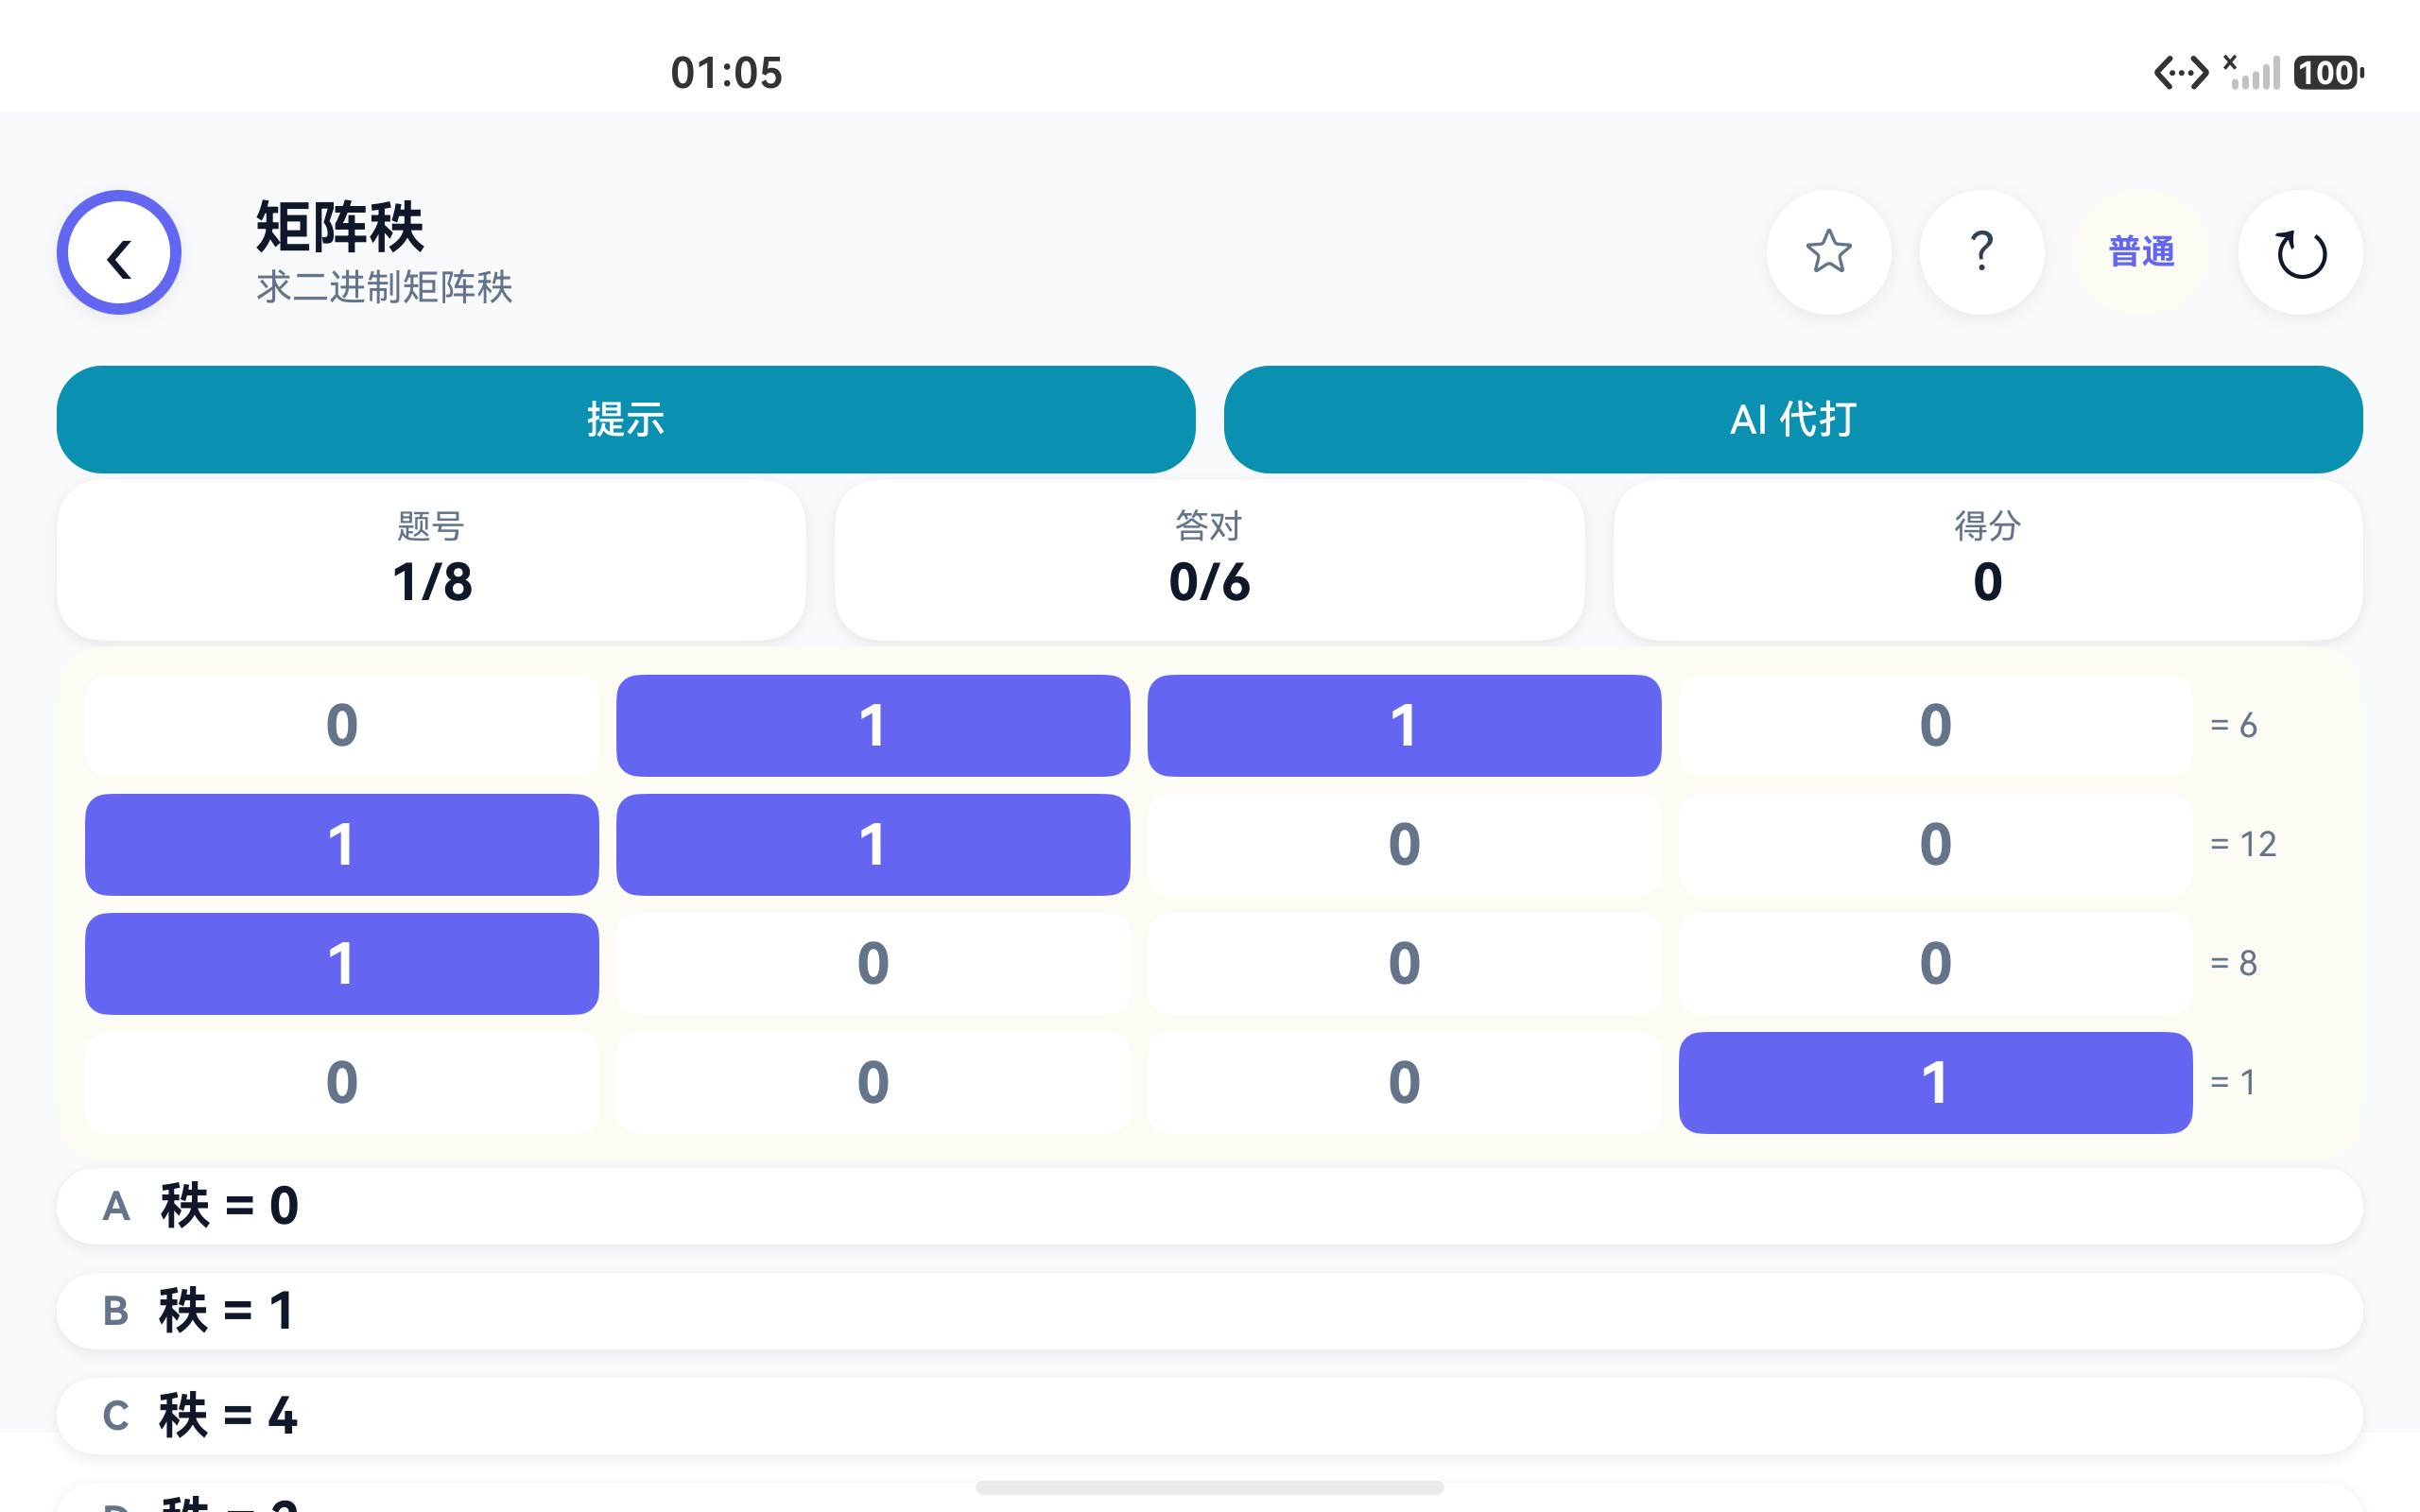 01:05
100
矩阵秩
求二进制矩阵秩
?
普通
提示
AI 代打
题号
1/8
答对
0/6
得分
0
0 1 1 0 = 6
1 1 0 0 = 12
1 0 0 0 = 8
0 0 0 1 = 1
A 秩 = 0
B 秩 = 1
C 秩 = 4
D 秩 =